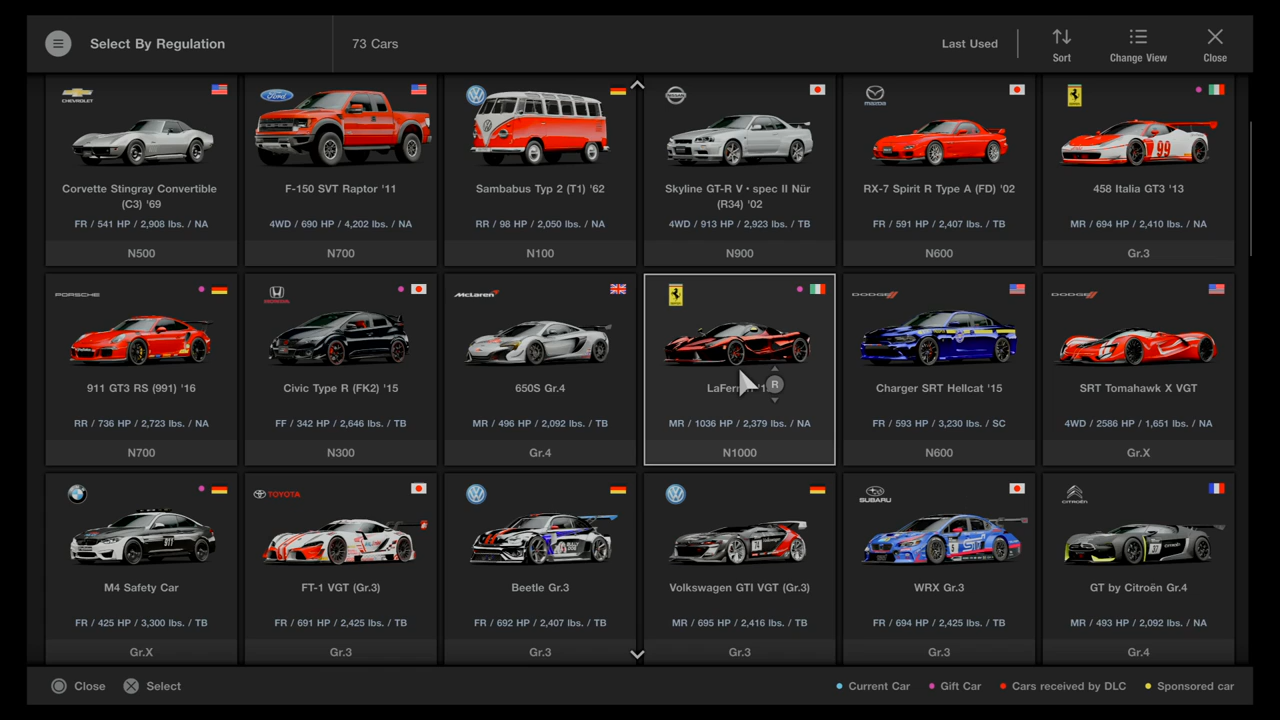 Select By Regulation
73 Cars
Last Used
Sort
Change View
Close
CHEVROLET
Ford
Corvette Stingray Convertible
(C3) '69
FR / 541 HP / 2,908 lbs. / NA
N500
F-150 SVT Raptor '11
4WD / 690 HP / 4,202 lbs. / NA
N700
Sambabus Typ 2 (T1) '62
RR / 98 HP / 2,050 lbs. / NA
N100
NISSAN
Skyline GT-R V • spec II Nür
(R34) '02
4WD / 913 HP / 2,923 lbs. / TB
N900
mazda
RX-7 Spirit R Type A (FD) '02
FR / 591 HP / 2,407 lbs. / TB
N600
99
458 Italia GT3 '13
MR / 694 HP / 2,410 lbs. / NA
Gr.3
PORSCHE
911 GT3 RS (991) '16
RR / 736 HP / 2,723 lbs. / NA
N700
HONDA
Civic Type R (FK2) '15
FF / 342 HP / 2,646 lbs. / TB
N300
McLaren
650S Gr.4
MR / 496 HP / 2,092 lbs. / TB
Gr.4
R
MR / 1036 HP / 2,379 lbs. / NA
N1000
DODGE
Charger SRT Hellcat '15
FR / 593 HP / 3,230 lbs. / SC
N600
DODGE
SRT Tomahawk X VGT
4WD / 2586 HP / 1,651 lbs. / NA
Gr.X
M4 Safety Car
FR / 425 HP / 3,300 lbs. / TB
Gr.X
TOYOTA
FT-1 VGT (Gr.3)
FR / 691 HP / 2,425 lbs. / TB
Gr.3
Beetle Gr.3
FR / 692 HP / 2,407 lbs. / TB
Gr.3
Volkswagen GTI VGT (Gr.3)
MR / 695 HP / 2,416 lbs. / TB
Gr.3
SUBARU
WRX Gr.3
FR / 694 HP / 2,425 lbs. / TB
Gr.3
CITROËN
37
GT by Citroën Gr.4
MR / 493 HP / 2,092 lbs. / NA
Gr.4
Close
Select
Current Car
Gift Car
Cars received by DLC
Sponsored car